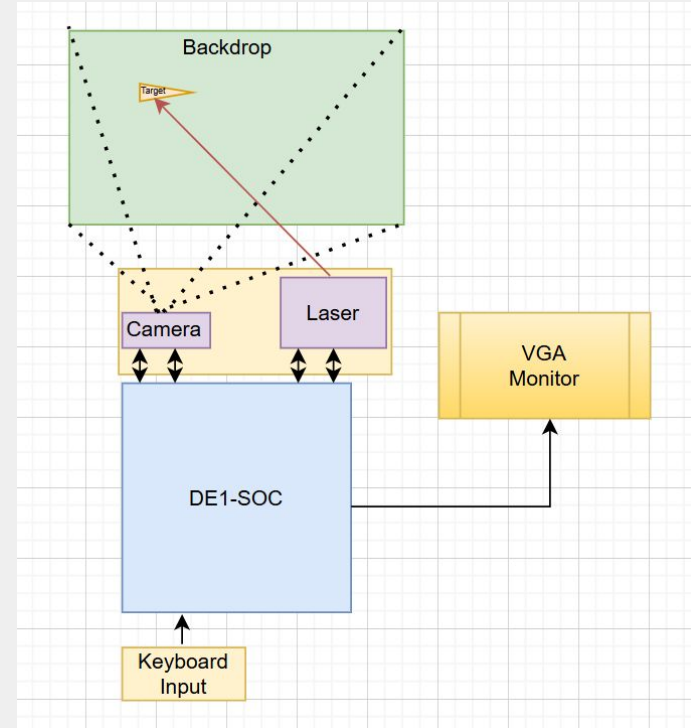 Backdrop
Target
Camera
Laser
VGA
Monitor
DE1-SOC
Keyboard
Input